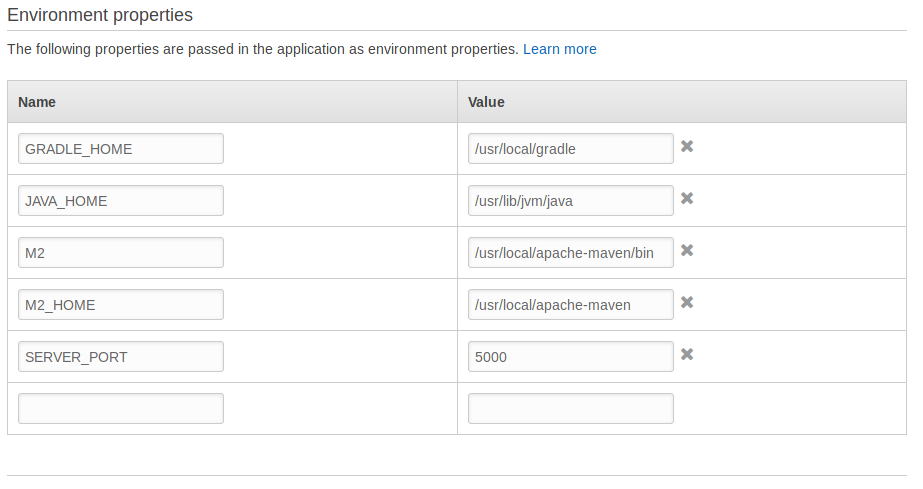 Environment properties
The following properties are passed in the application as environment properties. Learn more
Name Value
GRADLE_HOME /usr/local/gradle
JAVA_HOME /usr/lib/jvm/java
M2 /usr/local/apache-maven/bin
M2_HOME /usr/local/apache-maven
SERVER_PORT 5000